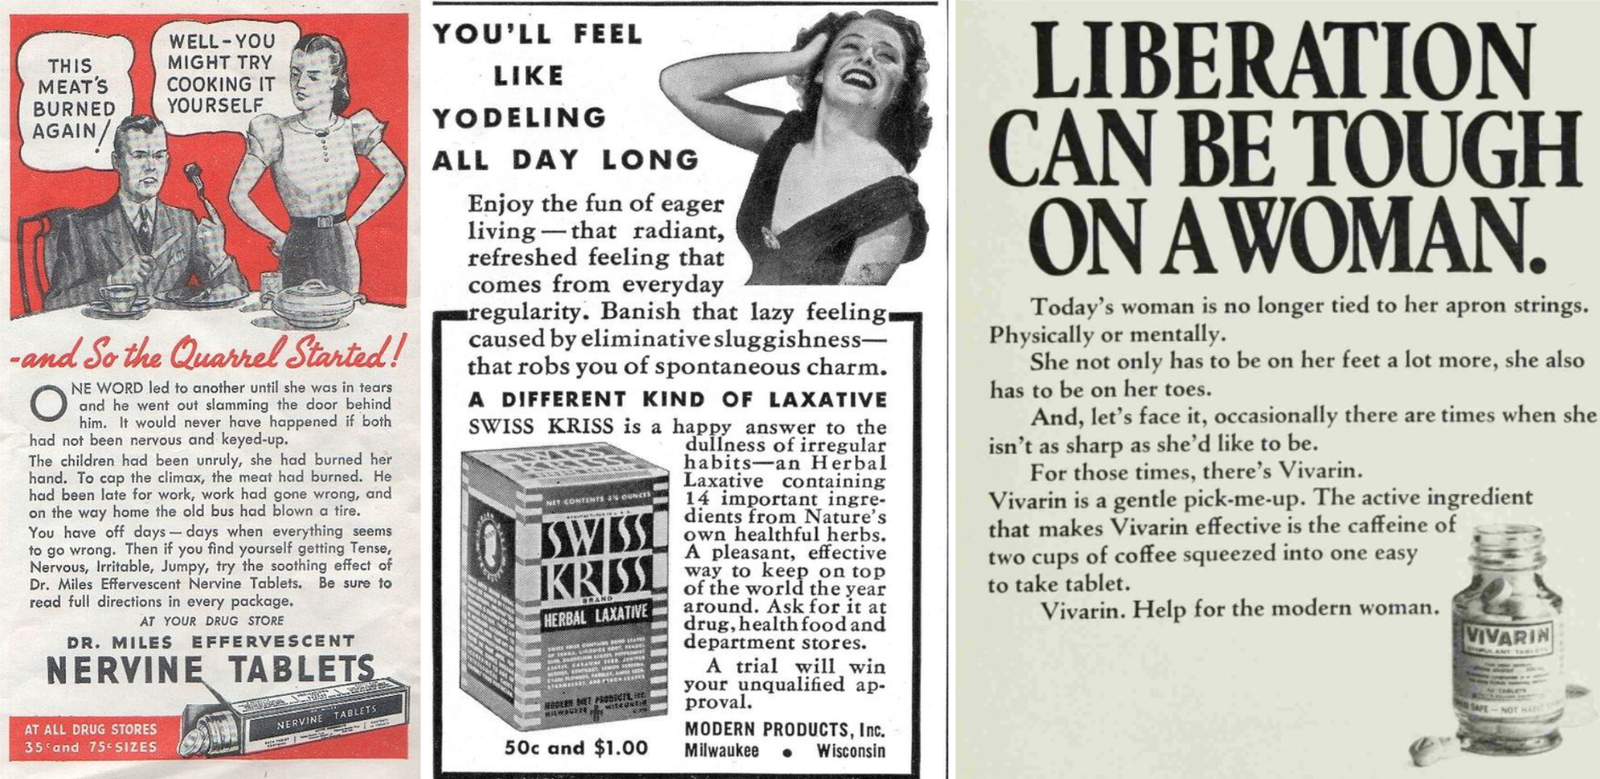 THIS
MEAT'S
BURNED
AGAIN!
WELL-YOU
MIGHT TRY
COOKING IT
YOURSELF
-and So the Quarrel Started!
ONE WORD led to another until she was in tears
and he went out slamming the door behind
him. It would never have happened if both
had not been nervous and keyed-up.
The children had been unruly, she had burned her
hand. To cap the climax, the meat had burned. He
had been late for work, work had gone wrong, and
on the way home the old bus had blown a tire.
You have off days—days when everything seems
to go wrong. Then if you find yourself getting Tense,
Nervous, Irritable, Jumpy, try the soothing effect of
Dr. Miles Effervescent Nervine Tablets. Be sure to
read full directions in every package.
AT YOUR DRUG STORE
DR. MILES EFFERVESCENT
NERVINE TABLETS
NERVINE TABLETS
AT ALL DRUG STORES
35¢ and 75¢ SIZES
YOU'LL FEEL
LIKE
YODELING
ALL DAY LONG
Enjoy the fun of eager
living—that radiant,
refreshed feeling that
comes from everyday
regularity. Banish that lazy feeling
caused by eliminative sluggishness—
that robs you of spontaneous charm.
A DIFFERENT KIND OF LAXATIVE
SWISS KRISS is a happy answer to the
dullness of irregular
habits—an Herbal
Laxative containing
14 important ingre-
dients from Nature's
own healthful herbs.
A pleasant, effective
way to keep on top
of the world the year
around. Ask for it at
drug, health food and
department stores.
A trial will win
your unqualified ap-
proval.
MODERN PRODUCTS, Inc.
Milwaukee • Wisconsin
SWISS
KRISS
NET CONTENTS 3¼ OUNCES
SWISS
KRISS
BRAND
HERBAL LAXATIVE
MODERN DIET PRODUCTS, INC.
MILWAUKEE WISCONSIN
50c and $1.00
LIBERATION
CAN BE TOUGH
ON A WOMAN.
Today's woman is no longer tied to her apron strings.
Physically or mentally.
She not only has to be on her feet a lot more, she also
has to be on her toes.
And, let's face it, occasionally there are times when she
isn't as sharp as she'd like to be.
For those times, there's Vivarin.
Vivarin is a gentle pick-me-up. The active ingredient
that makes Vivarin effective is the caffeine of
two cups of coffee squeezed into one easy
to take tablet.
Vivarin. Help for the modern woman.
VIVARIN
STIMULANT TABLETS